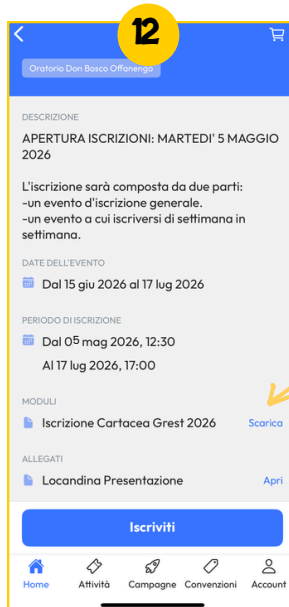 12
Oratorio Don Bosco Offanengo
DESCRIZIONE
APERTURA ISCRIZIONI: MARTEDI' 5 MAGGIO
2026
L'iscrizione sarà composta da due parti:
-un evento d'iscrizione generale.
-un evento a cui iscriversi di settimana in
settimana.
DATE DELL'EVENTO
Dal 15 giu 2026 al 17 lug 2026
PERIODO DI ISCRIZIONE
Dal 05 mag 2026, 12:30
Al 17 lug 2026, 17:00
MODULI
Iscrizione Cartacea Grest 2026 Scarica
ALLEGATI
Locandina Presentazione Apri
Iscriviti
Home Attività Campagne Convenzioni Account